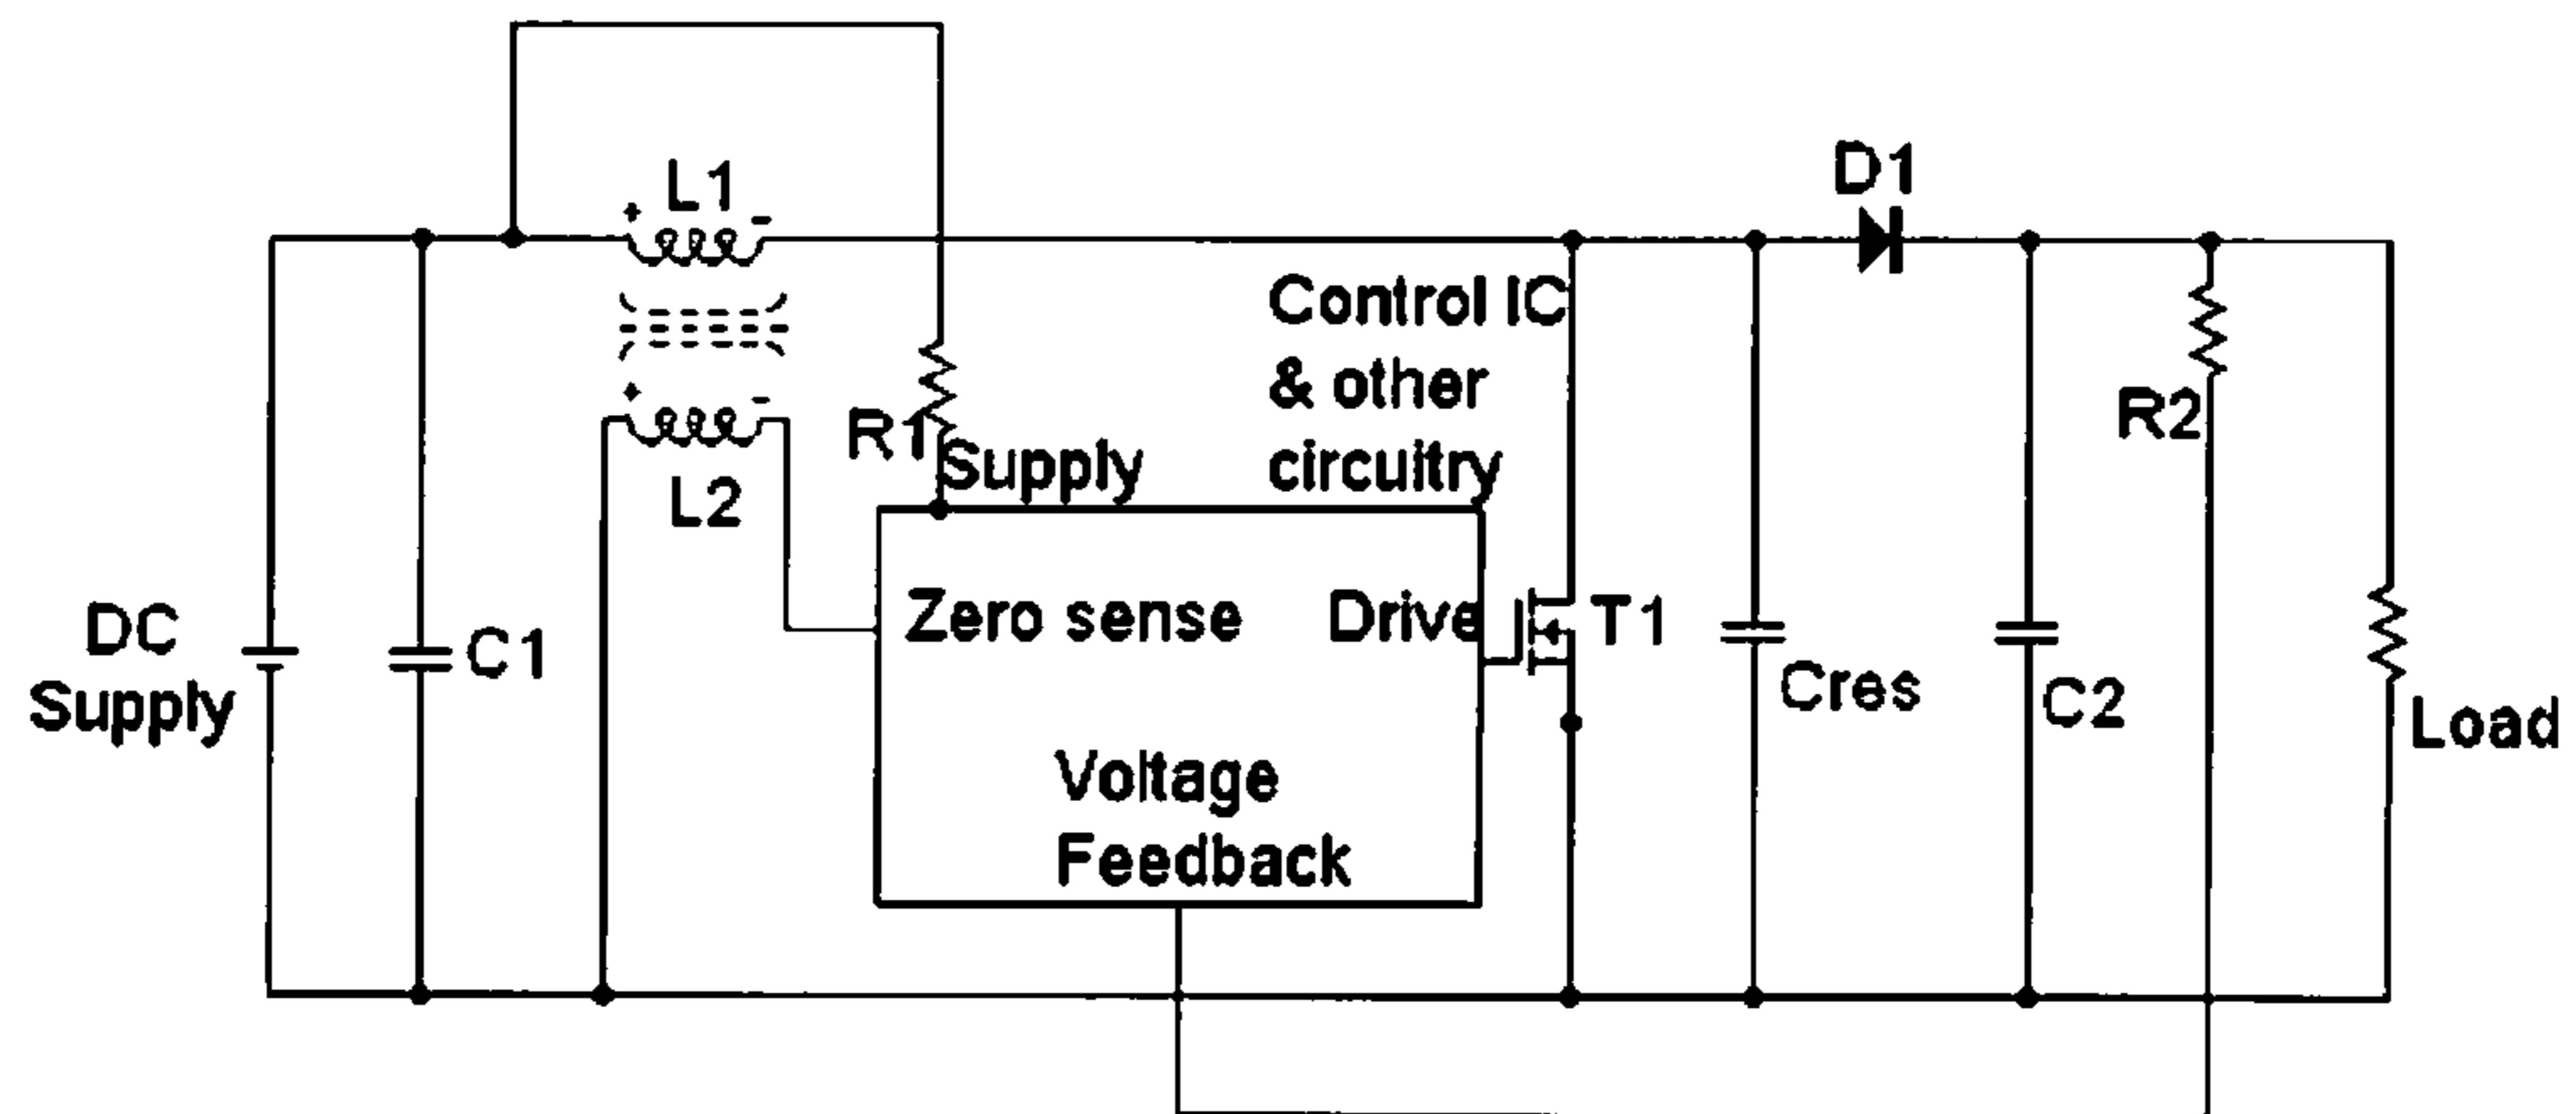 D1
+ L1 -
Control IC
& other
circuitry
+ -
R1
Supply
L2
R2
DC
Supply
C1
Zero sense
Drive
T1
Cres
C2
Load
Voltage
Feedback